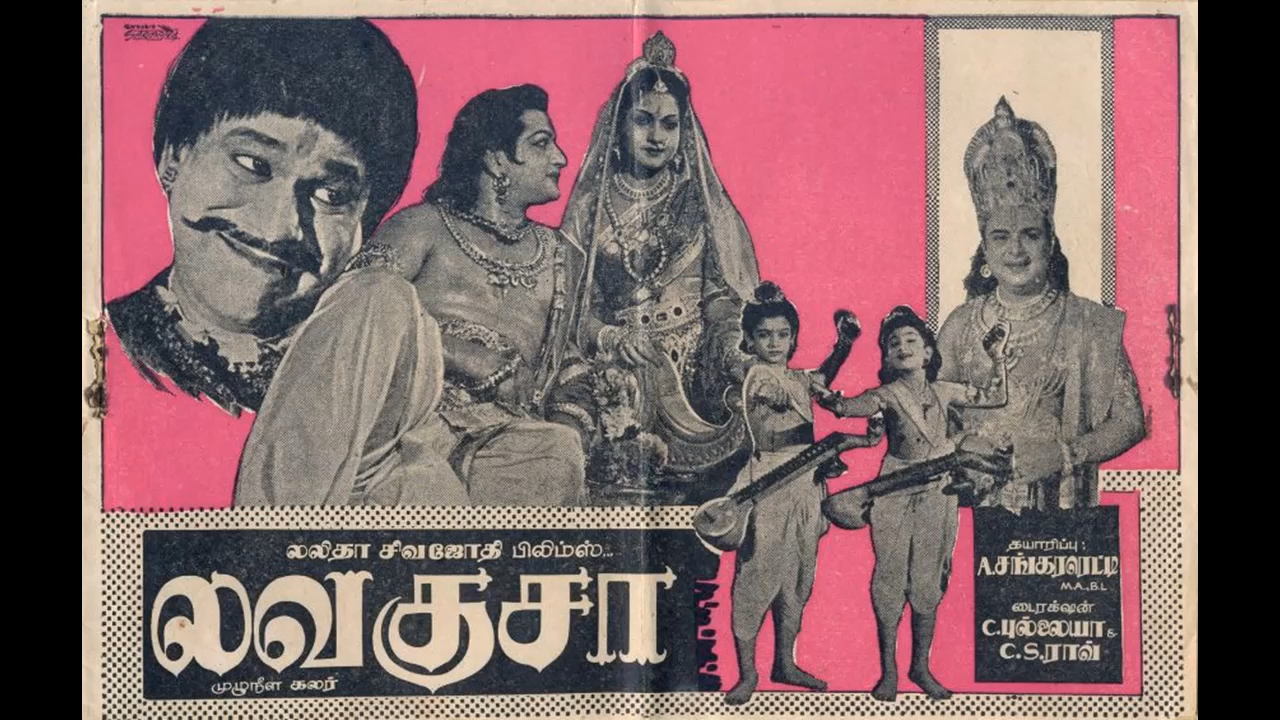 லலிதா சிவஜோதி பிலிம்ஸ்...
லவகுசா
முழுநீள கலர்
தயாரிப்பு :
A.சங்கரரெட்டி
M.A.,B.L
டைரக்‌ஷன்
C.புல்லையா &
C.S.ராவ்